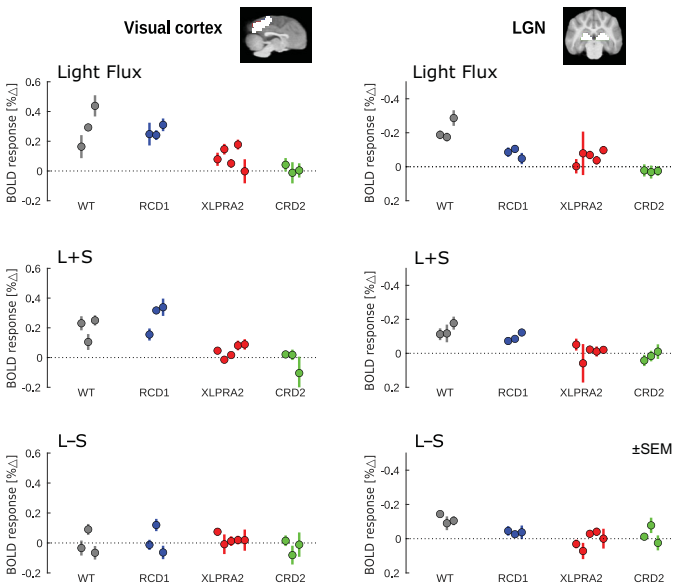 Visual cortex
LGN
Light Flux
BOLD response [%△]
0.6
0.4
0.2
0
-0.2
WT
RCD1
XLPRA2
CRD2
Light Flux
BOLD response [%△]
-0.4
-0.2
0
0.2
WT
RCD1
XLPRA2
CRD2
L+S
BOLD response [%△]
0.6
0.4
0.2
0
-0.2
WT
RCD1
XLPRA2
CRD2
L+S
BOLD response [%△]
-0.4
-0.2
0
0.2
WT
RCD1
XLPRA2
CRD2
L–S
BOLD response [%△]
0.6
0.4
0.2
0
-0.2
WT
RCD1
XLPRA2
CRD2
L–S
±SEM
BOLD response [%△]
-0.4
-0.2
0
0.2
WT
RCD1
XLPRA2
CRD2